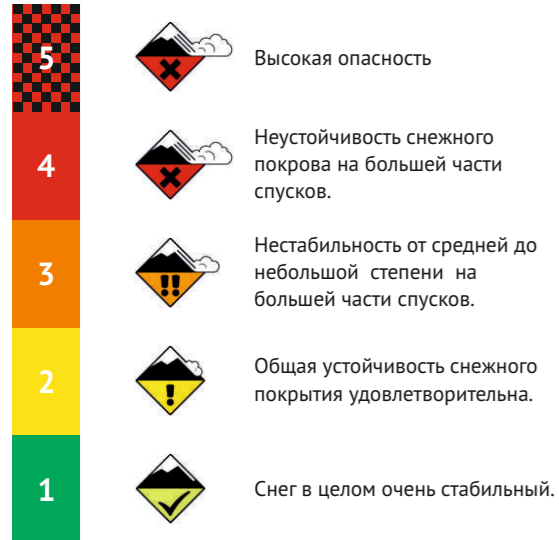 5
Высокая опасность
4
Неустойчивость снежного
покрова на большей части
спусков.
3
Нестабильность от средней до
небольшой степени на
большей части спусков.
2
Общая устойчивость снежного
покрытия удовлетворительна.
1
Снег в целом очень стабильный.